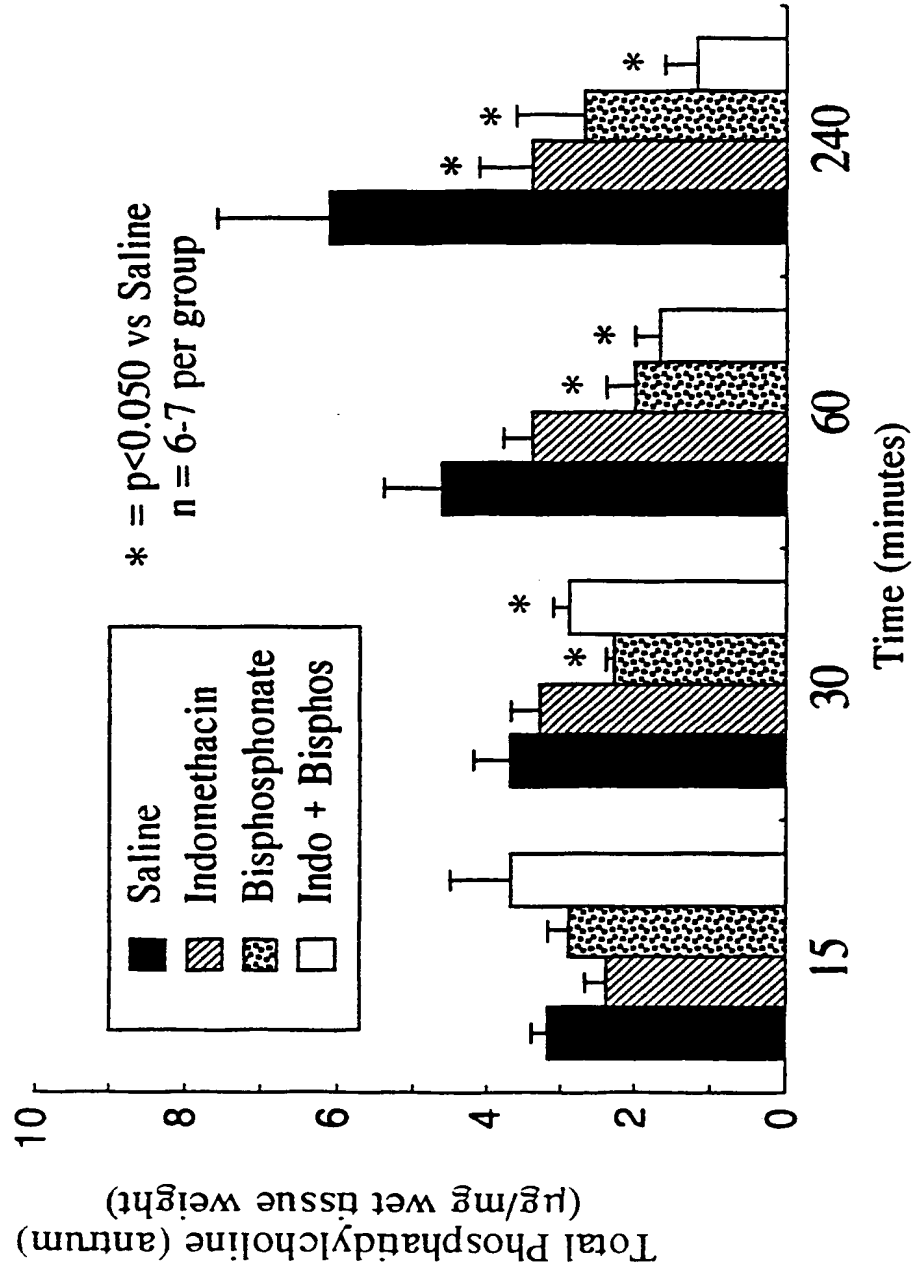 * = p<0.050 vs Saline
n = 6-7 per group
Saline
Indomethacin
Bisphosphonate
Indo + Bisphos
Total Phosphatidylcholine (antrum)
(µg/mg wet tissue weight)
10
8
6
4
2
0
*
*
*
*
*
*
*
15
30
60
240
Time (minutes)